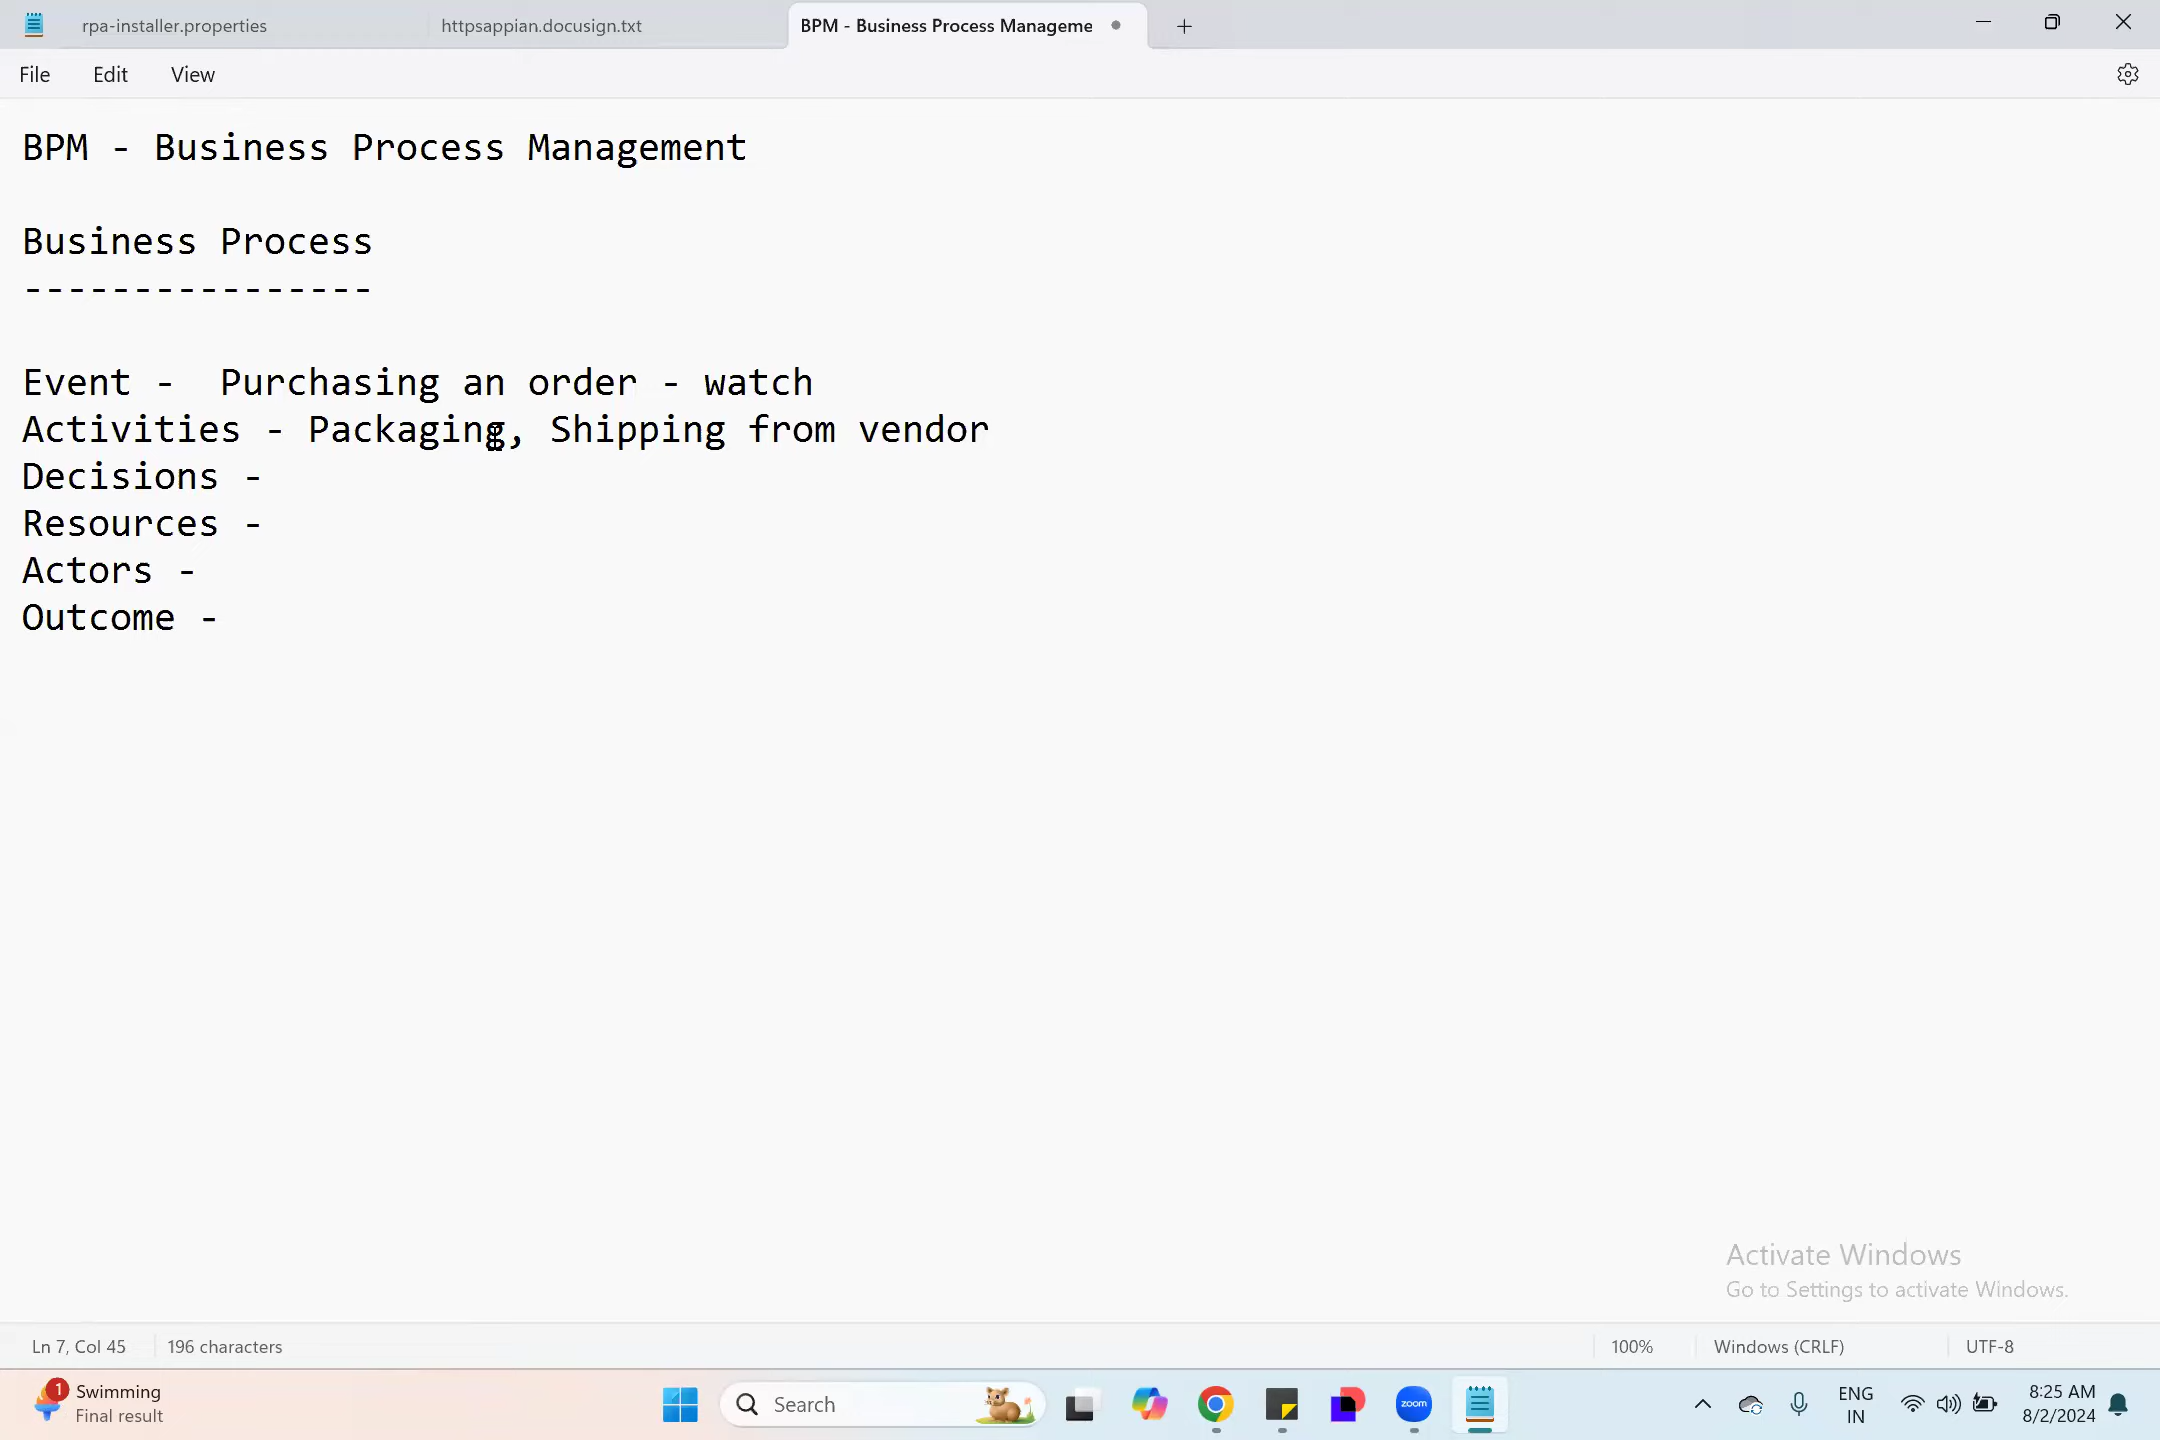 rpa-installer.properties
httpsappian.docusign.txt
BPM - Business Process Manageme
File Edit View
BPM - Business Process Management
Business Process
----------------
Event -  Purchasing an order - watch
Activities - Packaging, Shipping from vendor
Decisions -
Resources -
Actors -
Outcome -
Activate Windows
Go to Settings to activate Windows.
Ln 7, Col 45 196 characters 100% Windows (CRLF) UTF-8
1
Swimming
Final result
Search
zoom
ENG
IN
8:25 AM
8/2/2024